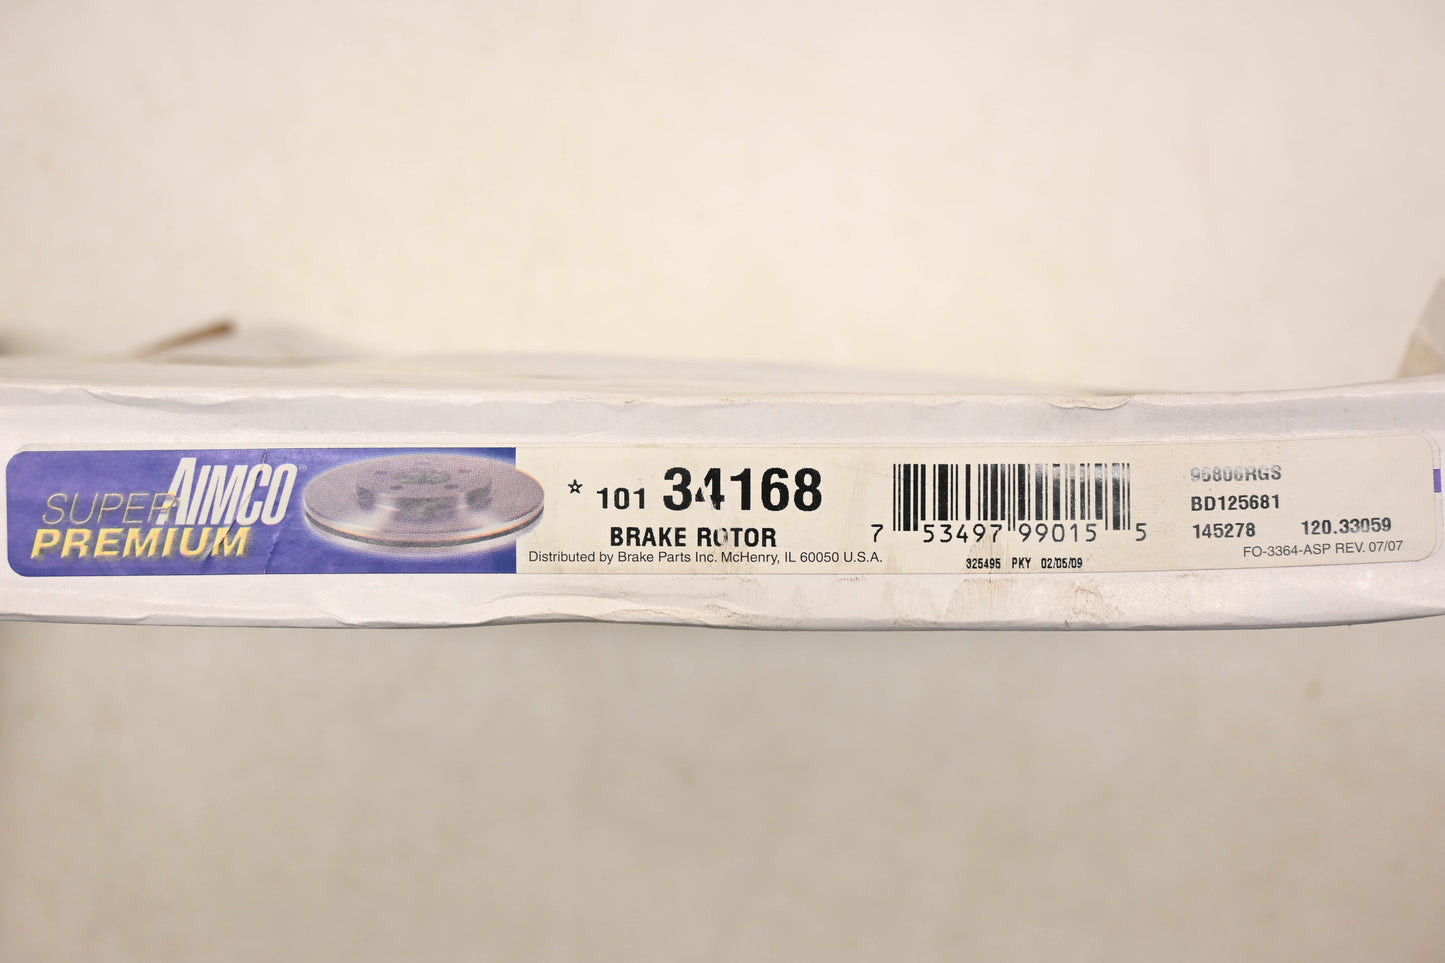 AIMCO
SUPER
PREMIUM
☆ 101 34168
BRAKE ROTOR
Distributed by Brake Parts Inc. McHenry, IL 60050 U.S.A.
7 53497 99015 5
325495 PKY 02/05/09
96806RGS
BD125681
145278 120.33059
FO-3364-ASP REV. 07/07